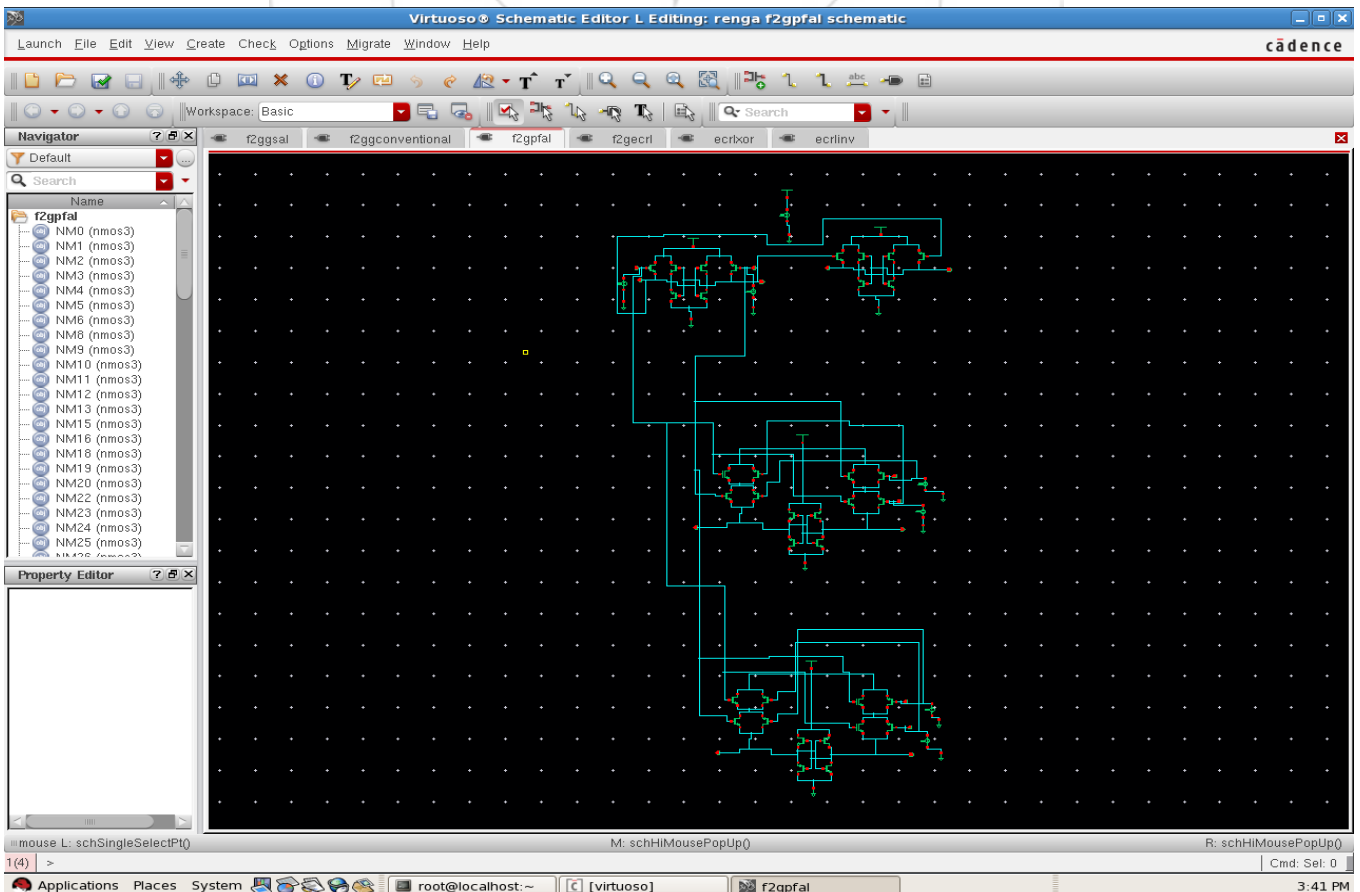 Virtuoso® Schematic Editor L Editing: renga f2gpfal schematic
Launch File Edit View Create Check Options Migrate Window Help
cādence
abc
Workspace: Basic
Search
Navigator
f2ggsal f2ggconventional f2gpfal f2gecrl ecrlxor ecrlinv
Default
Search
Name
f2gpfal
NM0 (nmos3)
NM1 (nmos3)
NM2 (nmos3)
NM3 (nmos3)
NM4 (nmos3)
NM5 (nmos3)
NM6 (nmos3)
NM8 (nmos3)
NM9 (nmos3)
NM10 (nmos3)
NM11 (nmos3)
NM12 (nmos3)
NM13 (nmos3)
NM15 (nmos3)
NM16 (nmos3)
NM18 (nmos3)
NM19 (nmos3)
NM20 (nmos3)
NM22 (nmos3)
NM23 (nmos3)
NM24 (nmos3)
NM25 (nmos3)
NM26 (nmos3)
Property Editor
mouse L: schSingleSelectPt() M: schHiMousePopUp() R: schHiMousePopUp()
1(4) >
Cmd: Sel: 0
Applications Places System root@localhost:~ [virtuoso] f2gpfal 3:41 PM